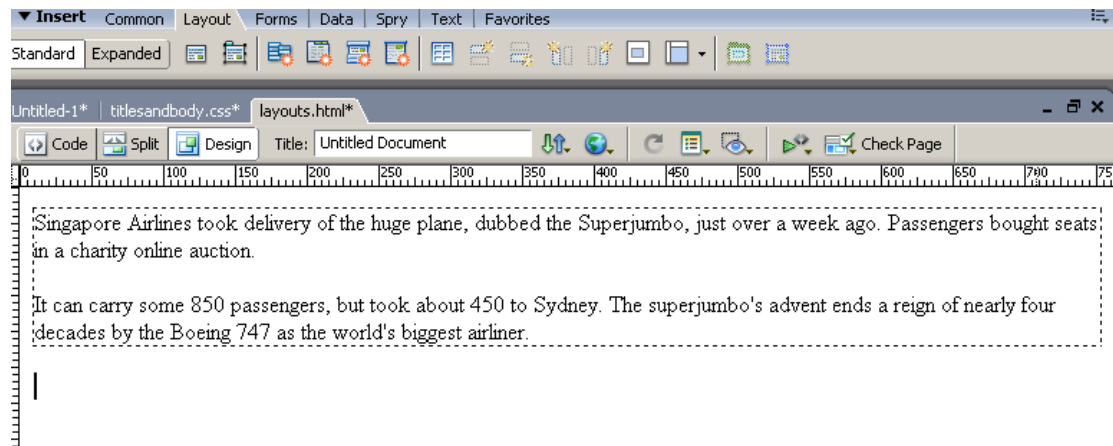 ▼ Insert Common Layout Forms Data Spry Text Favorites
Standard Expanded
Untitled-1* titlesandbody.css* layouts.html*
Code Split Design Title: Untitled Document Check Page
0 50 100 150 200 250 300 350 400 450 500 550 600 650 700 75
Singapore Airlines took delivery of the huge plane, dubbed the Superjumbo, just over a week ago. Passengers bought seats
in a charity online auction.
It can carry some 850 passengers, but took about 450 to Sydney. The superjumbo's advent ends a reign of nearly four
decades by the Boeing 747 as the world's biggest airliner.